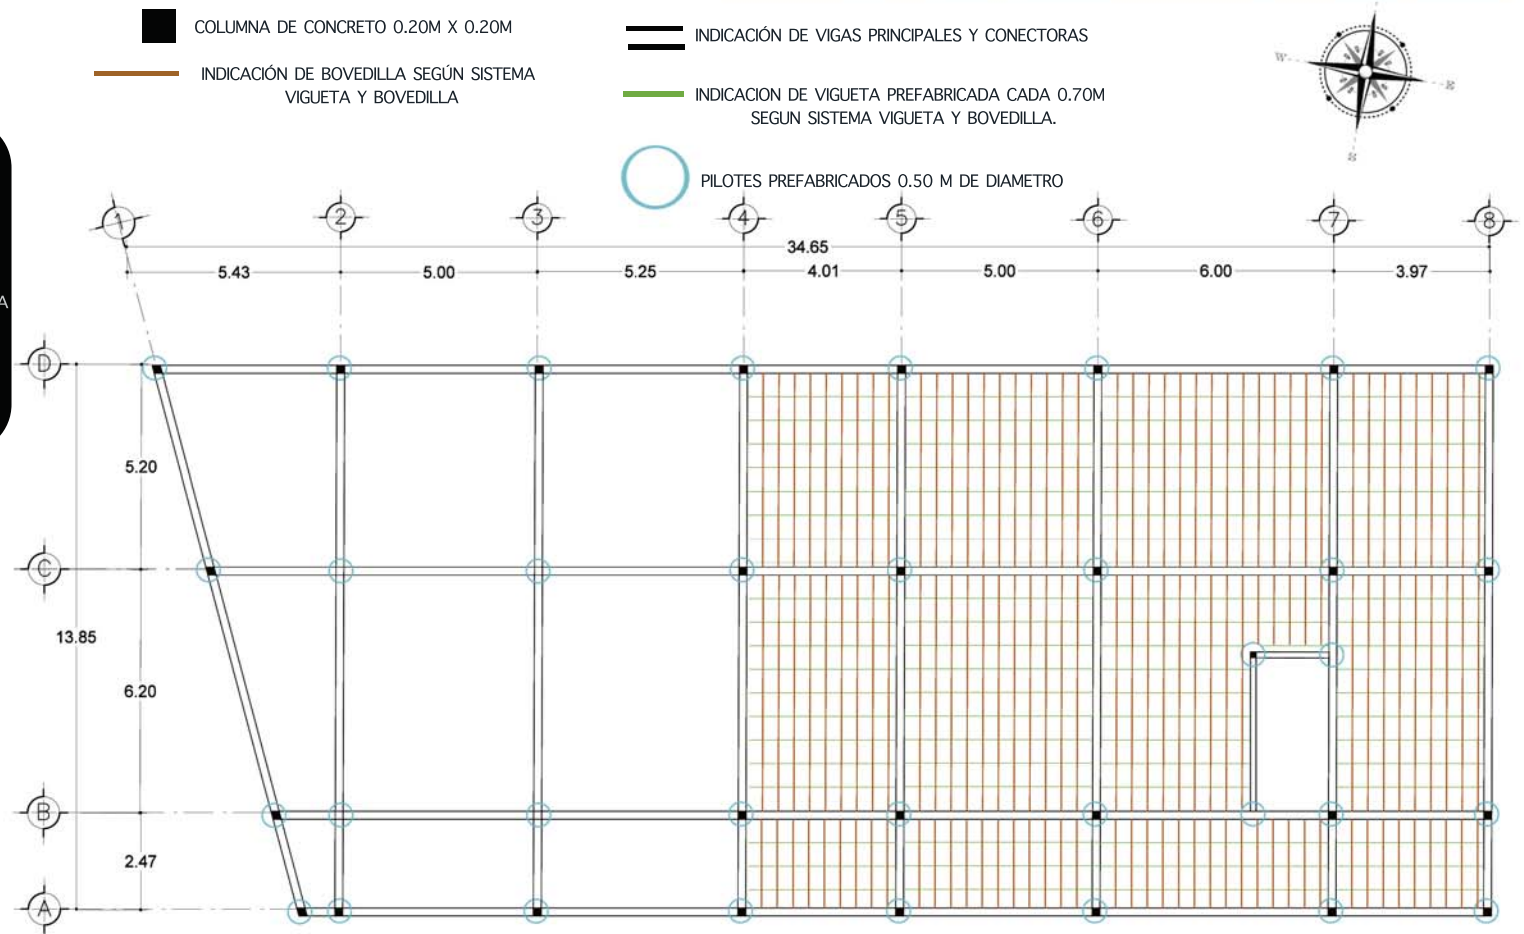 COLUMNA DE CONCRETO 0.20M X 0.20M
INDICACIÓN DE BOVEDILLA SEGÚN SISTEMA
VIGUETA Y BOVEDILLA
INDICACIÓN DE VIGAS PRINCIPALES Y CONECTORAS
INDICACION DE VIGUETA PREFABRICADA CADA 0.70M
SEGUN SISTEMA VIGUETA Y BOVEDILLA.
PILOTES PREFABRICADOS 0.50 M DE DIAMETRO
W
E
1 2 3 4 5 6 7 8
34.65
5.43 5.00 5.25 4.01 5.00 6.00 3.97
A
D
5.20
C
13.85
6.20
B
2.47
A